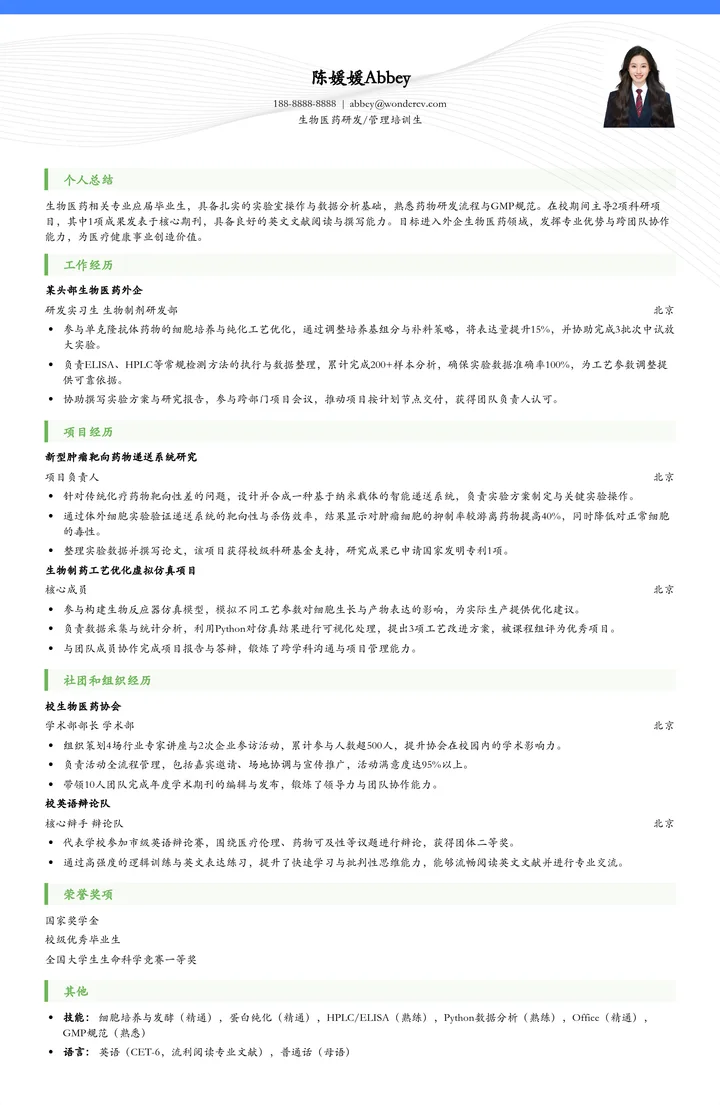 陈媛媛Abbey
188-8888-8888 | abbey@wondercv.com
生物医药研发/管理培训生
个人总结
生物医药相关专业应届毕业生，具备扎实的实验室操作与数据分析基础，熟悉药物研发流程与GMP规范。在校期间主导2项科研项
目，其中1项成果发表于核心期刊，具备良好的英文文献阅读与撰写能力。目标进入外企生物医药领域，发挥专业优势与跨团队协作
能力，为医疗健康事业创造价值。
工作经历
某头部生物医药外企
研发实习生 生物制剂研发部 北京
• 参与单克隆抗体药物的细胞培养与纯化工艺优化，通过调整培养基组分与补料策略，将表达量提升15%，并协助完成3批次中试放
大实验。
• 负责ELISA、HPLC等常规检测方法的执行与数据整理，累计完成200+样本分析，确保实验数据准确率100%，为工艺参数调整提
供可靠依据。
• 协助撰写实验方案与研究报告，参与跨部门项目会议，推动项目按计划节点交付，获得团队负责人认可。
项目经历
新型肿瘤靶向药物递送系统研究
项目负责人 北京
• 针对传统化疗药物靶向性差的问题，设计并合成一种基于纳米载体的智能递送系统，负责实验方案制定与关键实验操作。
• 通过体外细胞实验验证递送系统的靶向性与杀伤效率，结果显示对肿瘤细胞的抑制率较游离药物提高40%，同时降低对正常细胞
的毒性。
• 整理实验数据并撰写论文，该项目获得校级科研基金支持，研究成果已申请国家发明专利1项。
生物制药工艺优化虚拟仿真项目
核心成员 北京
• 参与构建生物反应器仿真模型，模拟不同工艺参数对细胞生长与产物表达的影响，为实际生产提供优化建议。
• 负责数据采集与统计分析，利用Python对仿真结果进行可视化处理，提出3项工艺改进方案，被课程组评为优秀项目。
• 与团队成员协作完成项目报告与答辩，锻炼了跨学科沟通与项目管理能力。
社团和组织经历
校生物医药协会
学术部部长 学术部 北京
• 组织策划4场行业专家讲座与2次企业参访活动，累计参与人数超500人，提升协会在校园内的学术影响力。
• 负责活动全流程管理，包括嘉宾邀请、场地协调与宣传推广，活动满意度达95%以上。
• 带领10人团队完成年度学术期刊的编辑与发布，锻炼了领导力与团队协作能力。
校英语辩论队
核心辩手 辩论队 北京
• 代表学校参加市级英语辩论赛，围绕医疗伦理、药物可及性等议题进行辩论，获得团体二等奖。
• 通过高强度的逻辑训练与英文表达练习，提升了快速学习与批判性思维能力，能够流畅阅读英文文献并进行专业交流。
荣誉奖项
国家奖学金
校级优秀毕业生
全国大学生生命科学竞赛一等奖
其他
• 技能： 细胞培养与发酵（精通），蛋白纯化（精通），HPLC/ELISA（熟练），Python数据分析（熟练），Office（精通），
GMP规范（熟悉）
• 语言： 英语（CET-6，流利阅读专业文献），普通话（母语）